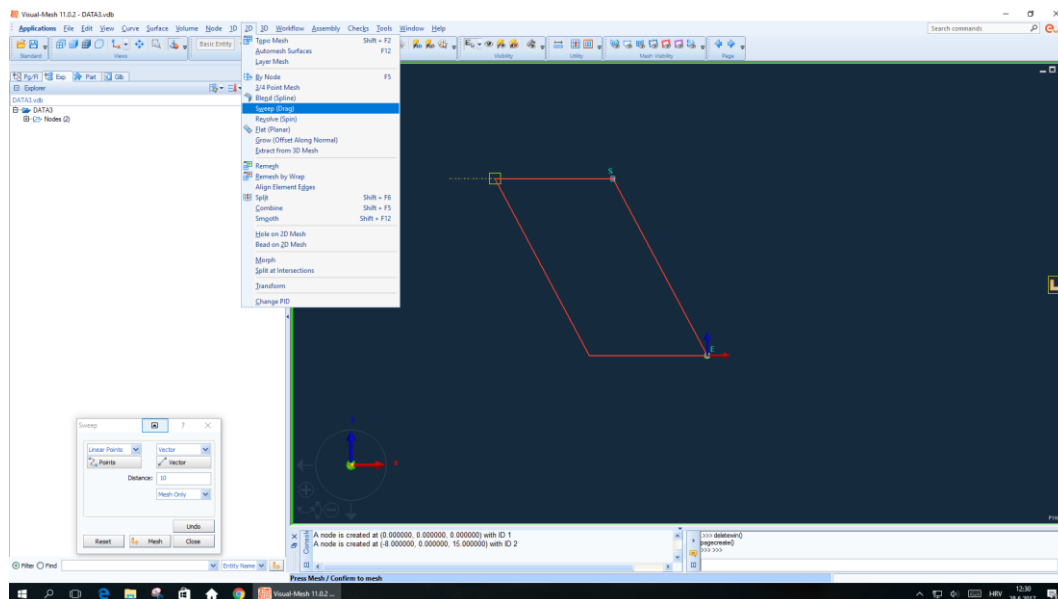 Visual-Mesh 11.0.2 - DATA3.vdb
Applications File Edit View Curve Surface Volume Node 1D 2D 3D Workflow Assembly Checks Tools Window Help
Search commands
Basic Entity
Standard Views Visibility Utility Mesh Visibility Page
Topo Mesh Shift + F2
Automesh Surfaces F12
Layer Mesh
By Node F5
3/4 Point Mesh
Blend (Spline)
Sweep (Drag)
Revolve (Spin)
Flat (Planar)
Grow (Offset Along Normal)
Extract from 3D Mesh
Remesh
Remesh by Wrap
Align Element Edges
Split Shift + F6
Combine Shift + F5
Smooth Shift + F12
Hole on 2D Mesh
Bead on 2D Mesh
Morph
Split at Intersections
Transform
Change PID
Exp Part Glb
Explorer
DATA3.vdb
DATA3
Nodes (2)
S
E
X
Sweep ?
Linear Points Vector
Points Vector
Distance: 10
Mesh Only
Undo
Reset Mesh Close
Console
A node is created at (0.000000, 0.000000, 0.000000) with ID 1
A node is created at (-8.000000, 0.000000, 15.000000) with ID 2
>>> deletewin()
pagecreate()
>>> >>>
Filter Find Entity Name
Press Mesh / Confirm to mesh
Visual-Mesh 11.0.2 ...
HRV
12:30